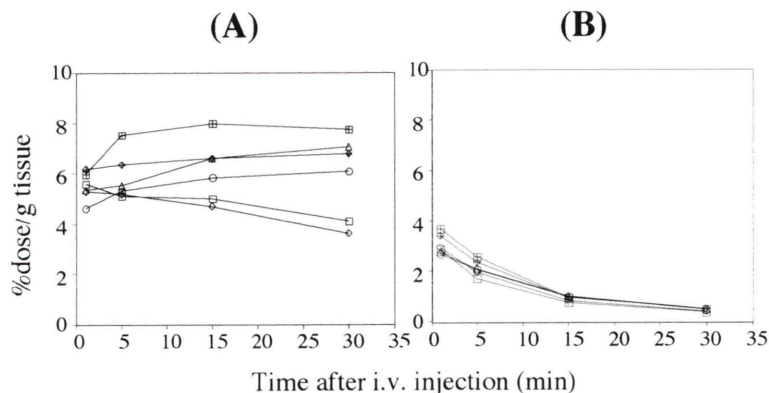 (A) (B)
10 10
8 8
6 6
4 4
2 2
0 0
0 5 10 15 20 25 30 35 0 5 10 15 20 25 30 35
%dose/g tissue
Time after i.v. injection (min)